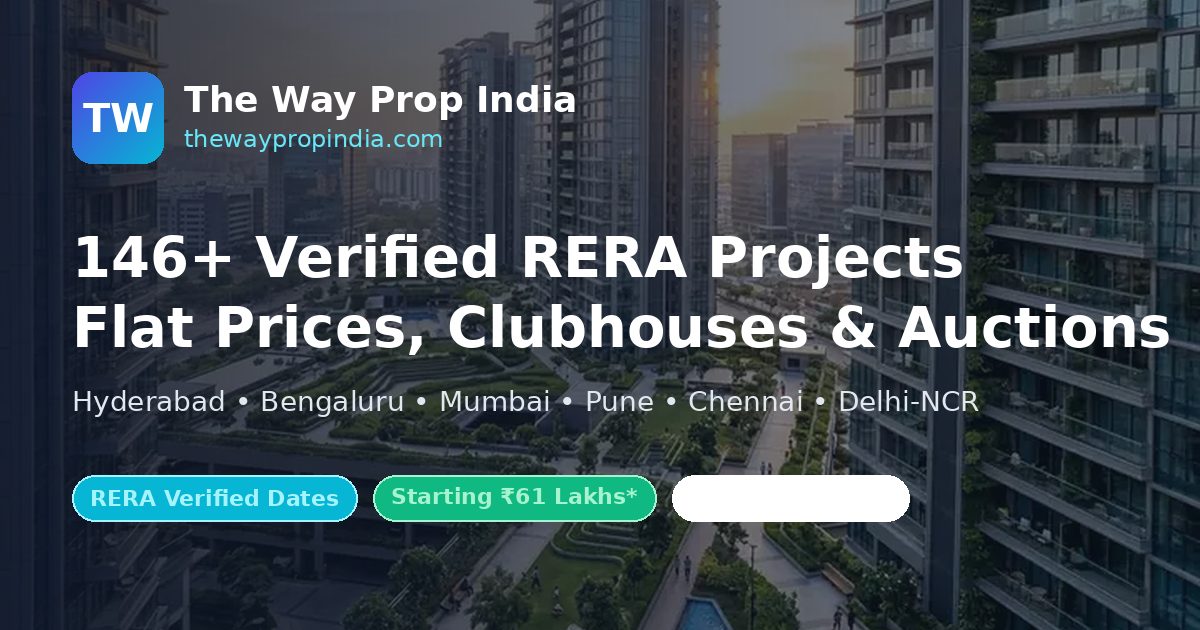 TW
The Way Prop India
thewaypropindia.com
146+ Verified RERA Projects
Flat Prices, Clubhouses & Auctions
Hyderabad • Bengaluru • Mumbai • Pune • Chennai • Delhi-NCR
RERA Verified Dates
Starting ₹61 Lakhs*